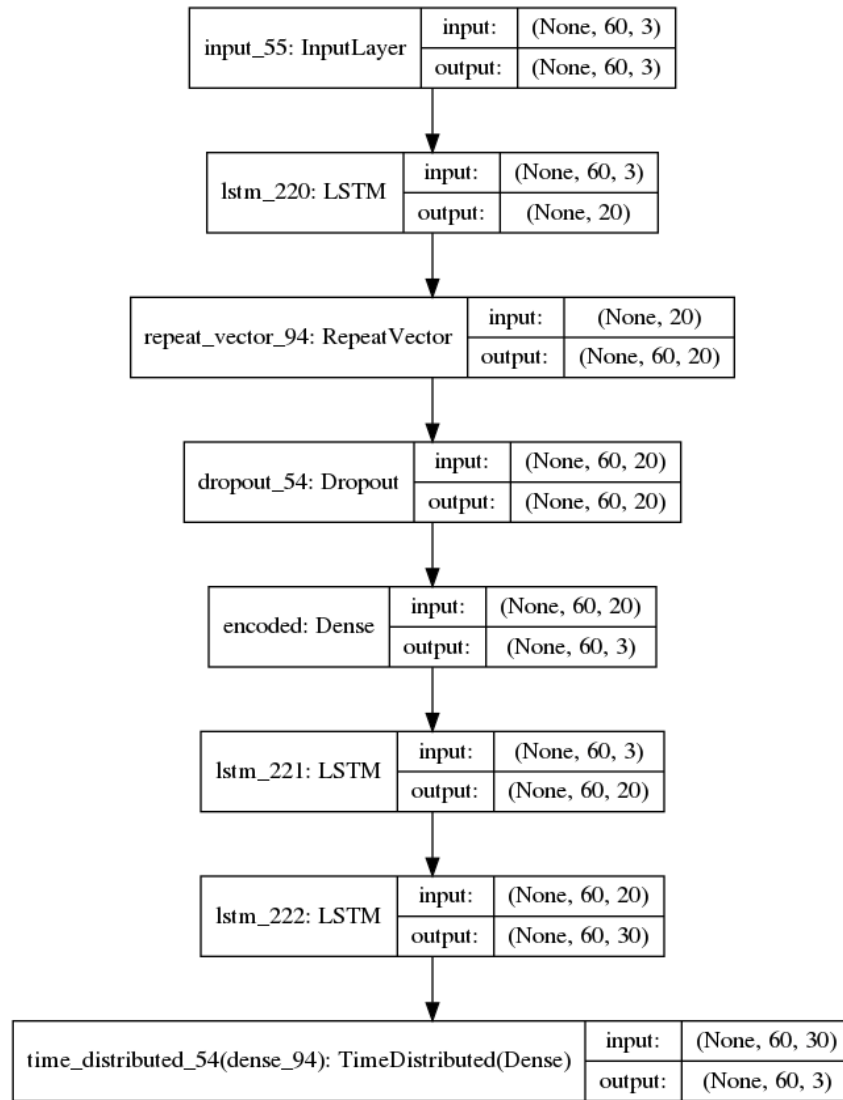 input_55: InputLayer
input:
(None, 60, 3)
output:
(None, 60, 3)
lstm_220: LSTM
input:
(None, 60, 3)
output:
(None, 20)
repeat_vector_94: RepeatVector
input:
(None, 20)
output:
(None, 60, 20)
dropout_54: Dropout
input:
(None, 60, 20)
output:
(None, 60, 20)
encoded: Dense
input:
(None, 60, 20)
output:
(None, 60, 3)
lstm_221: LSTM
input:
(None, 60, 3)
output:
(None, 60, 20)
lstm_222: LSTM
input:
(None, 60, 20)
output:
(None, 60, 30)
time_distributed_54(dense_94): TimeDistributed(Dense)
input:
(None, 60, 30)
output:
(None, 60, 3)